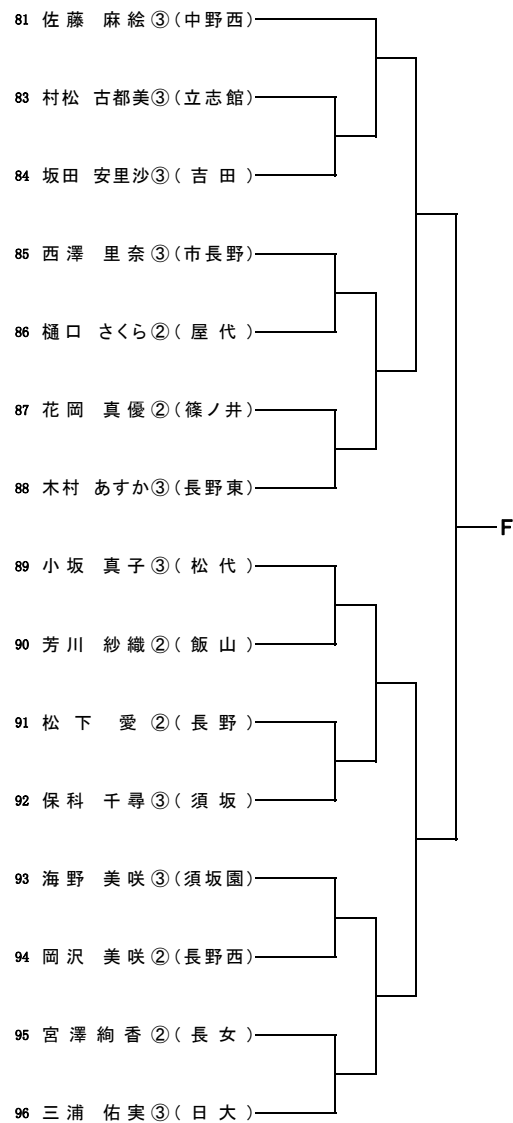 81 佐藤 麻絵③(中野西)
83 村松 古都美③(立志館)
84 坂田 安里沙③(吉田)
85 西澤 里奈③(市長野)
86 樋口 さくら②(屋代)
87 花岡 真優②(篠ノ井)
88 木村 あすか③(長野東)
F
89 小坂 真子③(松代)
90 芳川 紗織②(飯山)
91 松下 愛②(長野)
92 保科 千尋③(須坂)
93 海野 美咲③(須坂園)
94 岡沢 美咲②(長野西)
95 宮澤絢香②(長女)
96 三浦 佑実③(日大)